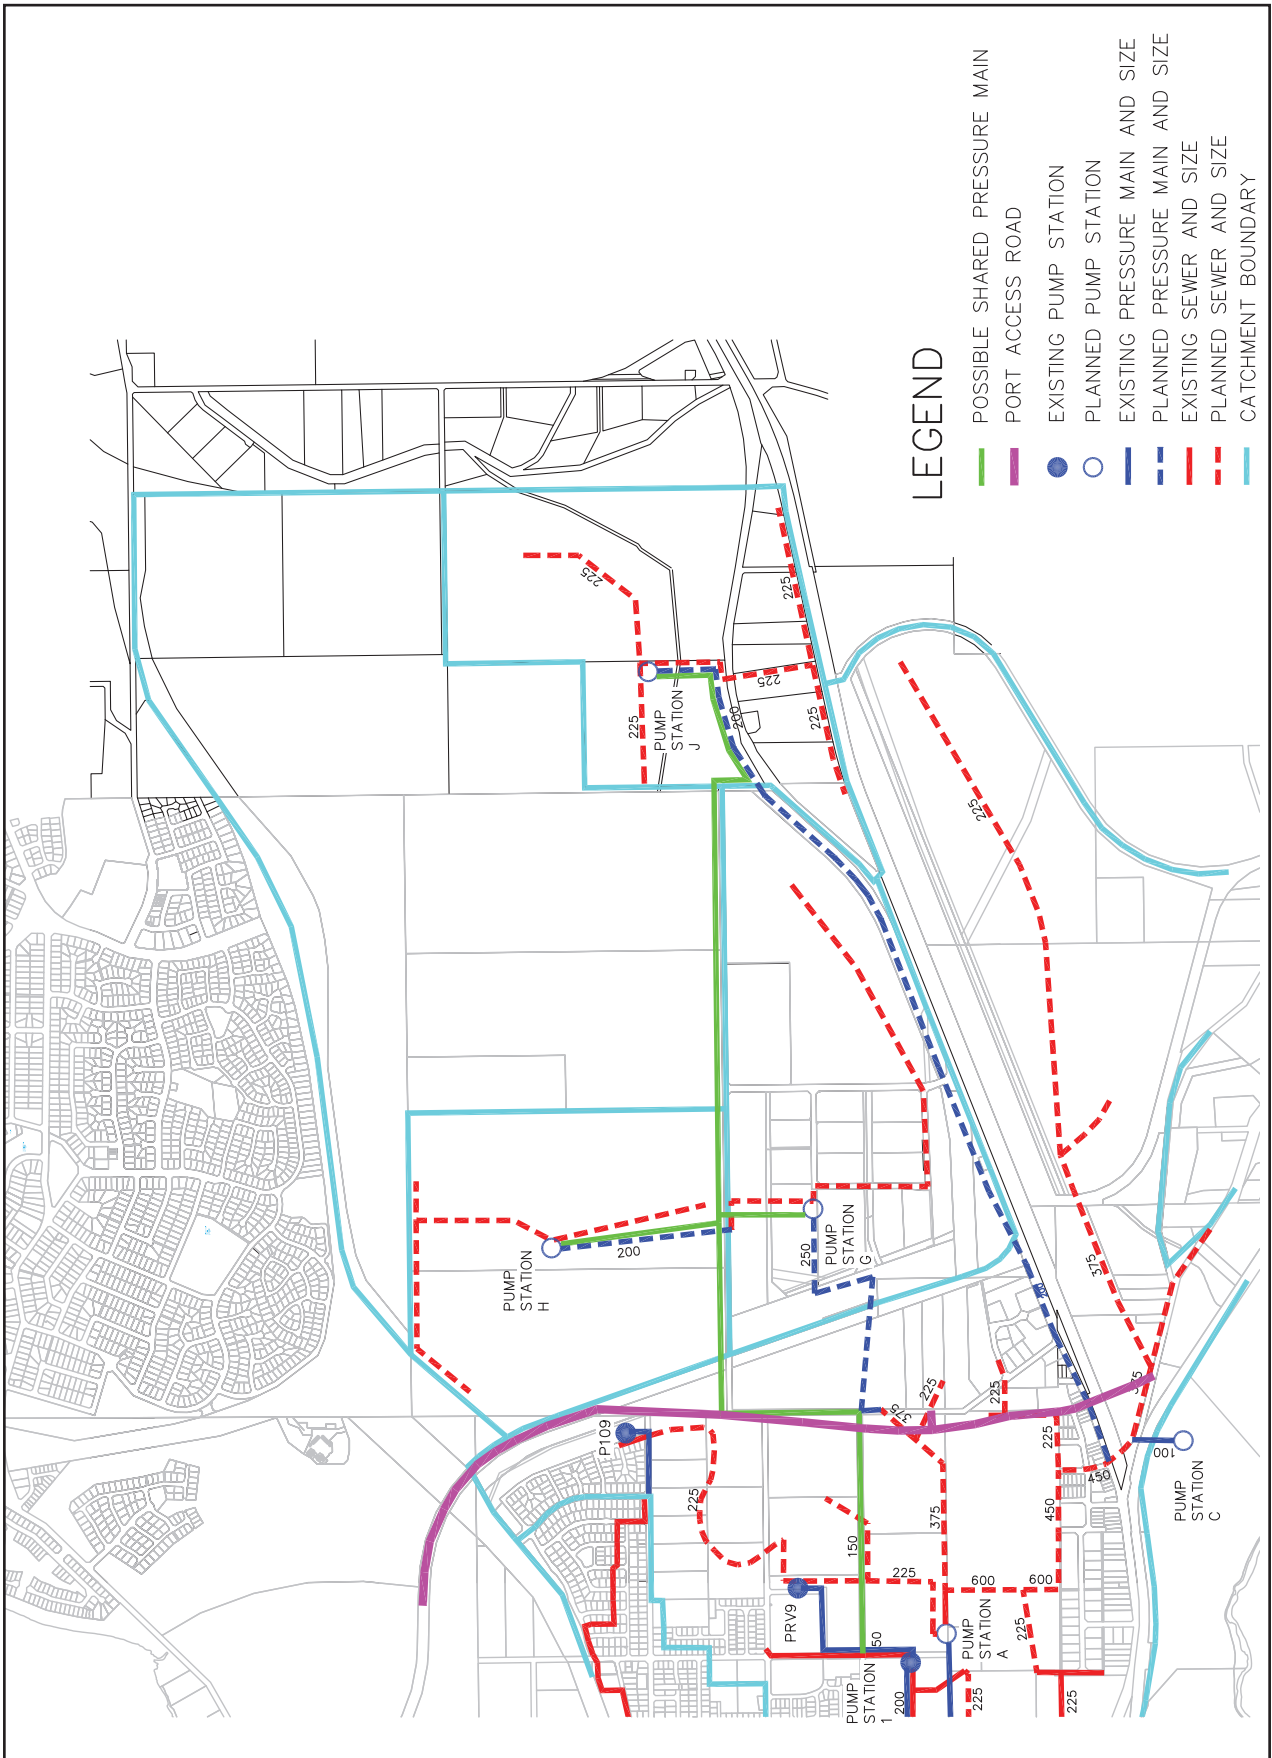 LEGEND
POSSIBLE SHARED PRESSURE MAIN
PORT ACCESS ROAD
EXISTING PUMP STATION
PLANNED PUMP STATION
EXISTING PRESSURE MAIN AND SIZE
PLANNED PRESSURE MAIN AND SIZE
EXISTING SEWER AND SIZE
PLANNED SEWER AND SIZE
CATCHMENT BOUNDARY
225
225
PUMP
STATION
J
200
225
225
225
225
PUMP
STATION
H
200
250
PUMP
STATION
G
375
200
375
P109
225
375
225
225
225
450
100
PUMP
STATION
C
150
375
450
225
600
600
PRV9
50
225
PUMP
STATION
A
PUMP
STATION
1
200
225
225